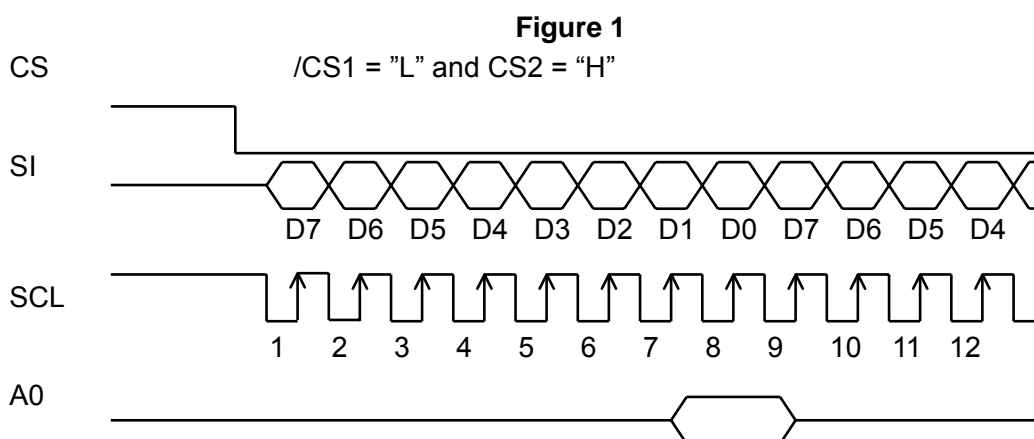 Figure 1
CS /CS1 = ”L” and CS2 = “H”
SI
D7 D6 D5 D4 D3 D2 D1 D0 D7 D6 D5 D4
SCL
1 2 3 4 5 6 7 8 9 10 11 12
A0